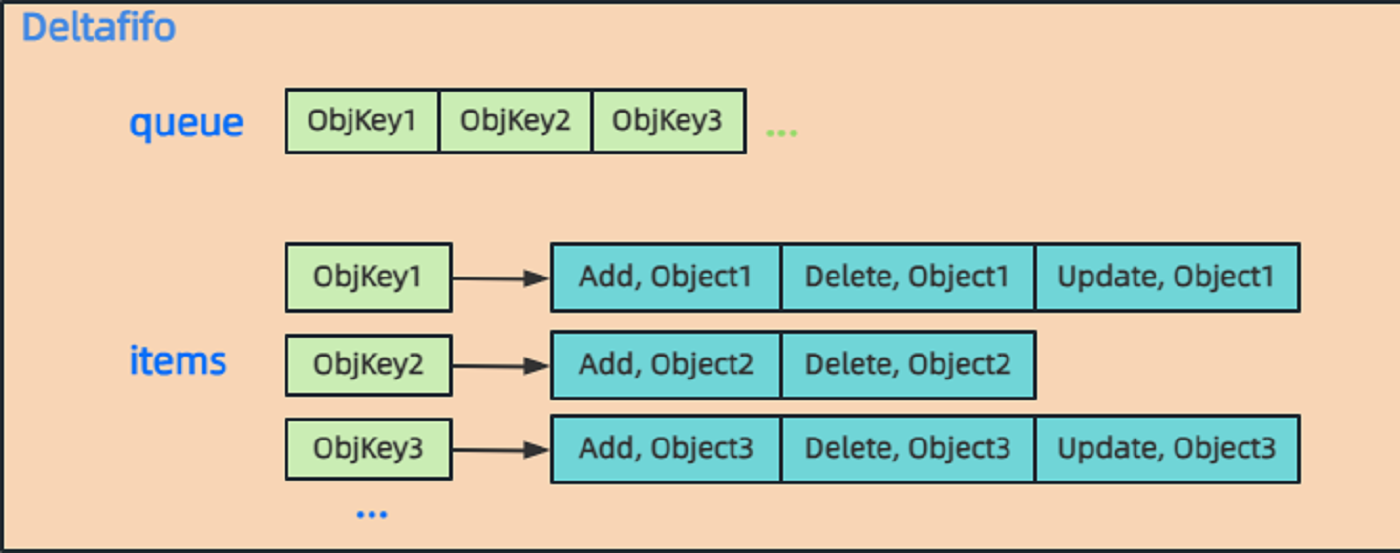 Deltafifo
queue ObjKey1 ObjKey2 ObjKey3 ...
ObjKey1 Add, Object1 Delete, Object1 Update, Object1
items ObjKey2 Add, Object2 Delete, Object2
ObjKey3 Add, Object3 Delete, Object3 Update, Object3
...